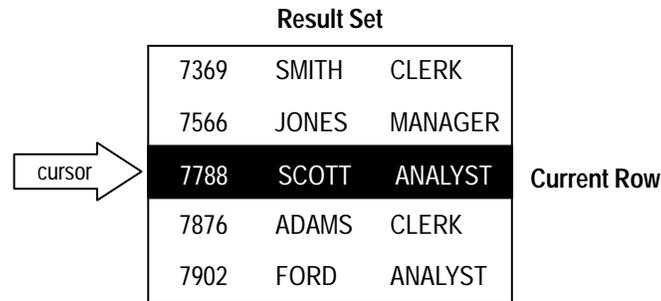 Result Set
7369 SMITH CLERK
7566 JONES MANAGER
cursor 7788 SCOTT ANALYST Current Row
7876 ADAMS CLERK
7902 FORD ANALYST